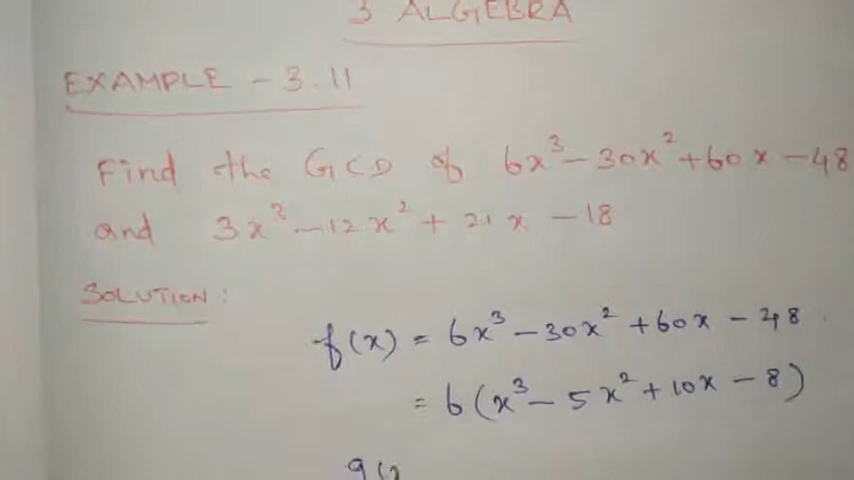 3 ALGEBRA
EXAMPLE - 3.11
Find the GCD of 6x³ - 30x² + 60x - 48
and 3x³ - 12x² + 21x - 18
SOLUTION :
f(x) = 6x³ - 30x² + 60x - 48
= 6(x³ - 5x² + 10x - 8)
g(